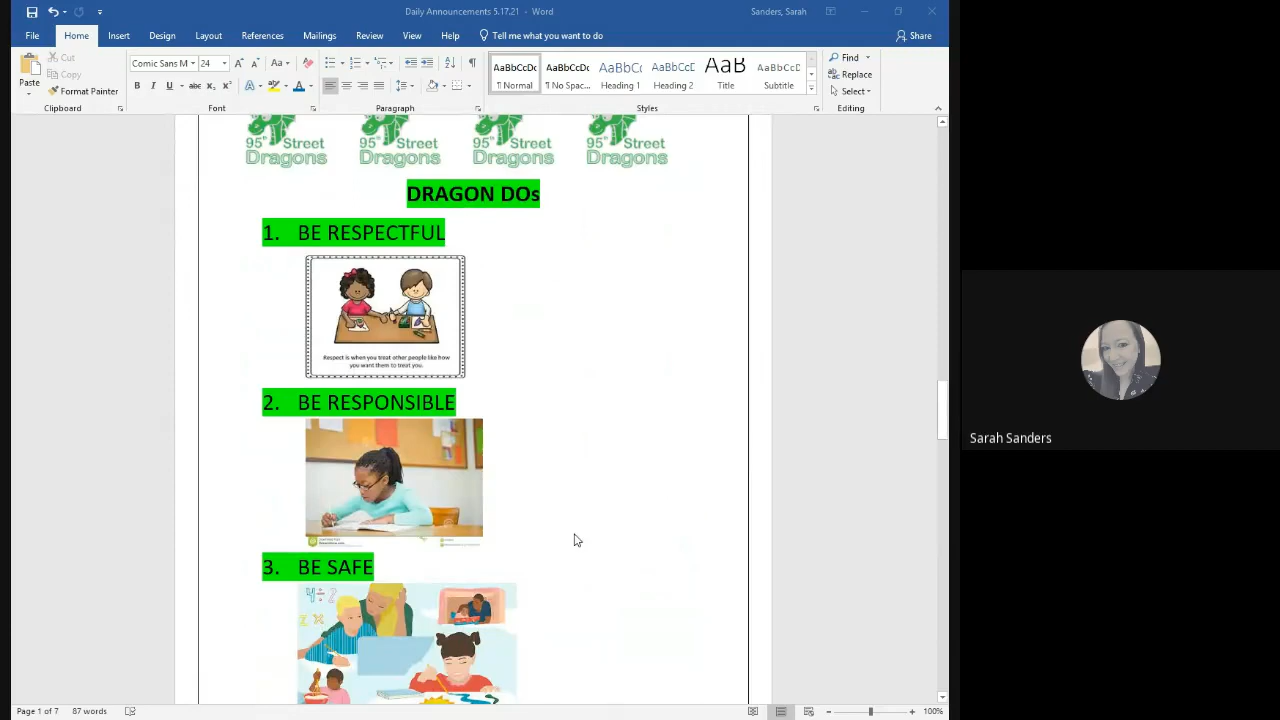 Daily Announcements 5.17.21 - Word
Sanders, Sarah
File Home Insert Design Layout References Mailings Review View Help Tell me what you want to do Share
Cut
Copy
Format Painter
Paste
Comic Sans M 24
AaBbCcDc AaBbCcDc AaBbCc AaBbCcD AaB AaBbCcD
¶ Normal ¶ No Spac... Heading 1 Heading 2 Title Subtitle
Find
Replace
Select
Clipboard Font Paragraph Styles Editing
95th Street Dragons
95th Street Dragons
95th Street Dragons
95th Street Dragons
DRAGON DOs
1. BE RESPECTFUL
Respect is when you treat other people like how
you want them to treat you.
2. BE RESPONSIBLE
3. BE SAFE
Sarah Sanders
Page 1 of 7 87 words
100%